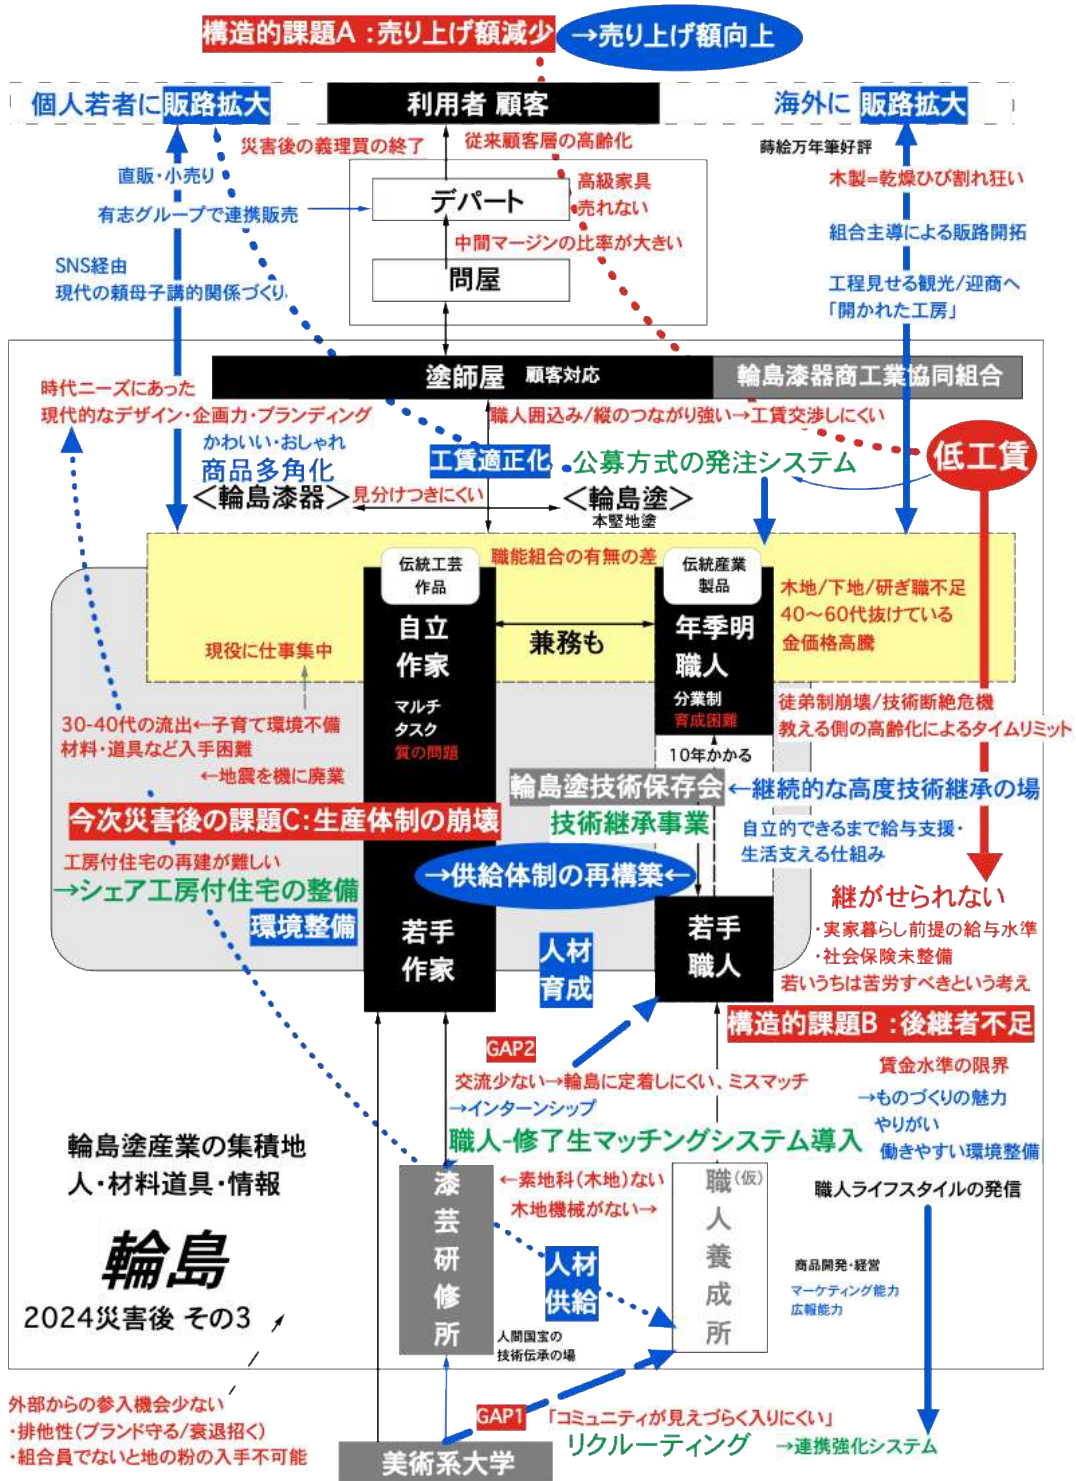 構造的課題A：売り上げ額減少
→売り上げ額向上
個人若者に 販路拡大
利用者 顧客
海外に 販路拡大
災害後の義理買の終了
従来顧客層の高齢化
蒔絵万年筆好評
直販・小売り
デパート
高級家具
売れない
木製=乾燥ひび割れ狂い
有志グループで連携販売
中間マージンの比率が大きい
組合主導による販路開拓
SNS経由
現代の頼母子講的関係づくり
問屋
工程見せる観光/迎商へ
「開かれた工房」
塗師屋 顧客対応
輪島漆器商工業協同組合
時代ニーズにあった
現代的なデザイン・企画力・ブランディング
職人囲込み/縦のつながり強い→工賃交渉しにくい
かわいい・おしゃれ
商品多角化
工賃適正化
公募方式の発注システム
低工賃
＜輪島漆器＞
見分けつきにくい
＜輪島塗＞
本堅地塗
伝統工芸
作品
職能組合の有無の差
伝統産業
製品
木地/下地/研ぎ職不足
40〜60代抜けている
金価格高騰
自立
作家
兼務も
年季明
職人
現役に仕事集中
マルチ
タスク
質の問題
分業制
育成困難
徒弟制崩壊/技術断絶危機
教える側の高齢化によるタイムリミット
30-40代の流出←子育て環境不備
材料・道具など入手困難
←地震を機に廃業
10年かかる
輪島塗技術保存会
←継続的な高度技術継承の場
今次災害後の課題C：生産体制の崩壊
技術継承事業
自立的できるまで給与支援・
生活支える仕組み
工房付住宅の再建が難しい
→シェア工房付住宅の整備
環境整備
→供給体制の再構築←
継がせられない
・実家暮らし前提の給与水準
・社会保険未整備
若いうちは苦労すべきという考え
若手
作家
人材
育成
若手
職人
構造的課題B：後継者不足
GAP2
交流少ない→輪島に定着しにくい、ミスマッチ
→インターンシップ
職人-修了生マッチングシステム導入
賃金水準の限界
→ものづくりの魅力
やりがい
働きやすい環境整備
輪島塗産業の集積地
人・材料道具・情報
漆芸研修所
←素地科(木地)ない
木地機械がない→
職(仮)人養成所
職人ライフスタイルの発信
輪島
2024災害後 その3
人材
供給
商品開発・経営
マーケティング能力
広報能力
人間国宝の
技術伝承の場
外部からの参入機会少ない
・排他性(ブランド守る/衰退招く)
・組合員でないと地の粉の入手不可能
GAP1
「コミュニティが見えづらく入りにくい」
リクルーティング
→連携強化システム
美術系大学